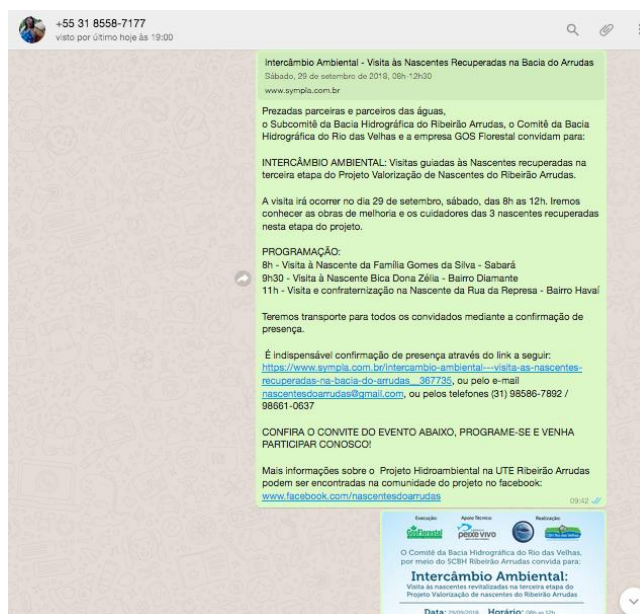 +55 31 8558-7177
visto por último hoje às 19:00
Intercâmbio Ambiental - Visita às Nascentes Recuperadas na Bacia do Arrudas
Sábado, 29 de setembro de 2018, 08h-12h30
www.sympla.com.br
Prezadas parceiras e parceiros das águas,
o Subcomitê da Bacia Hidrográfica do Ribeirão Arrudas, o Comitê da Bacia
Hidrográfica do Rio das Velhas e a empresa GOS Florestal convidam para:
INTERCÂMBIO AMBIENTAL: Visitas guiadas às Nascentes recuperadas na
terceira etapa do Projeto Valorização de Nascentes do Ribeirão Arrudas.
A visita irá ocorrer no dia 29 de setembro, sábado, das 8h as 12h. Iremos
conhecer as obras de melhoria e os cuidadores das 3 nascentes recuperadas
nesta etapa do projeto.
PROGRAMAÇÃO:
8h - Visita à Nascente da Família Gomes da Silva - Sabará
9h30 - Visita à Nascente Bica Dona Zélia - Bairro Diamante
11h - Visita e confraternização na Nascente da Rua da Represa - Bairro Havaí
Teremos transporte para todos os convidados mediante a confirmação de
presença.
É indispensável confirmação de presença através do link a seguir:
https://www.sympla.com.br/intercambio-ambiental---visita-as-nascentes-
recuperadas-na-bacia-do-arrudas__367735, ou pelo e-mail
nascentesdoarrudas@gmail.com, ou pelos telefones (31) 98586-7892 /
98661-0637
CONFIRA O CONVITE DO EVENTO ABAIXO, PROGRAME-SE E VENHA
PARTICIPAR CONOSCO!
Mais informações sobre o  Projeto Hidroambiental na UTE Ribeirão Arrudas
podem ser encontradas na comunidade do projeto no facebook:
www.facebook.com/nascentesdoarrudas
09:42
Execução: Apoio Técnico: Realização:
GosFlorestal peixe vivo CBH Rio das Velhas
O Comitê da Bacia Hidrográfica do Rio das Velhas,
por meio do SCBH Ribeirão Arrudas convida para:
Intercâmbio Ambiental:
Visita às nascentes revitalizadas na terceira etapa do
Projeto Valorização de nascentes do Ribeirão Arrudas
Data: 29/09/2018 Horário: 08h as 12h